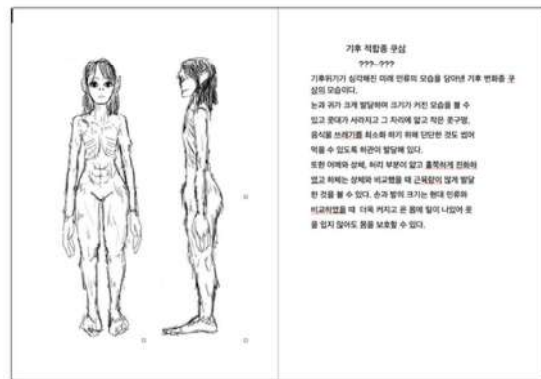 기후 적합종 쿳삼
???-???
기후위기가 심각해진 미래 인류의 모습을 담아낸 기후 변화종 쿳
삼의 모습이다.
눈과 귀가 크게 발달하며 크기가 커진 모습을 볼 수
있고 콧대가 사라지고 그 자리에 얇고 작은 콧구멍,
음식물 쓰레기를 최소화 하기 위해 단단한 것도 씹어
먹을 수 있도록 하관이 발달해 있다.
또한 어깨와 상체, 허리 부분이 얇고 홀쭉하게 진화하
였고 하체는 상체와 비교했을 때 근육량이 많게 발달
한 것을 볼 수 있다. 손과 발의 크기는 현대 인류와
비교하였을 때 더욱 커지고 온 몸에 털이 나있어 옷
을 입지 않아도 몸을 보호할 수 있다.